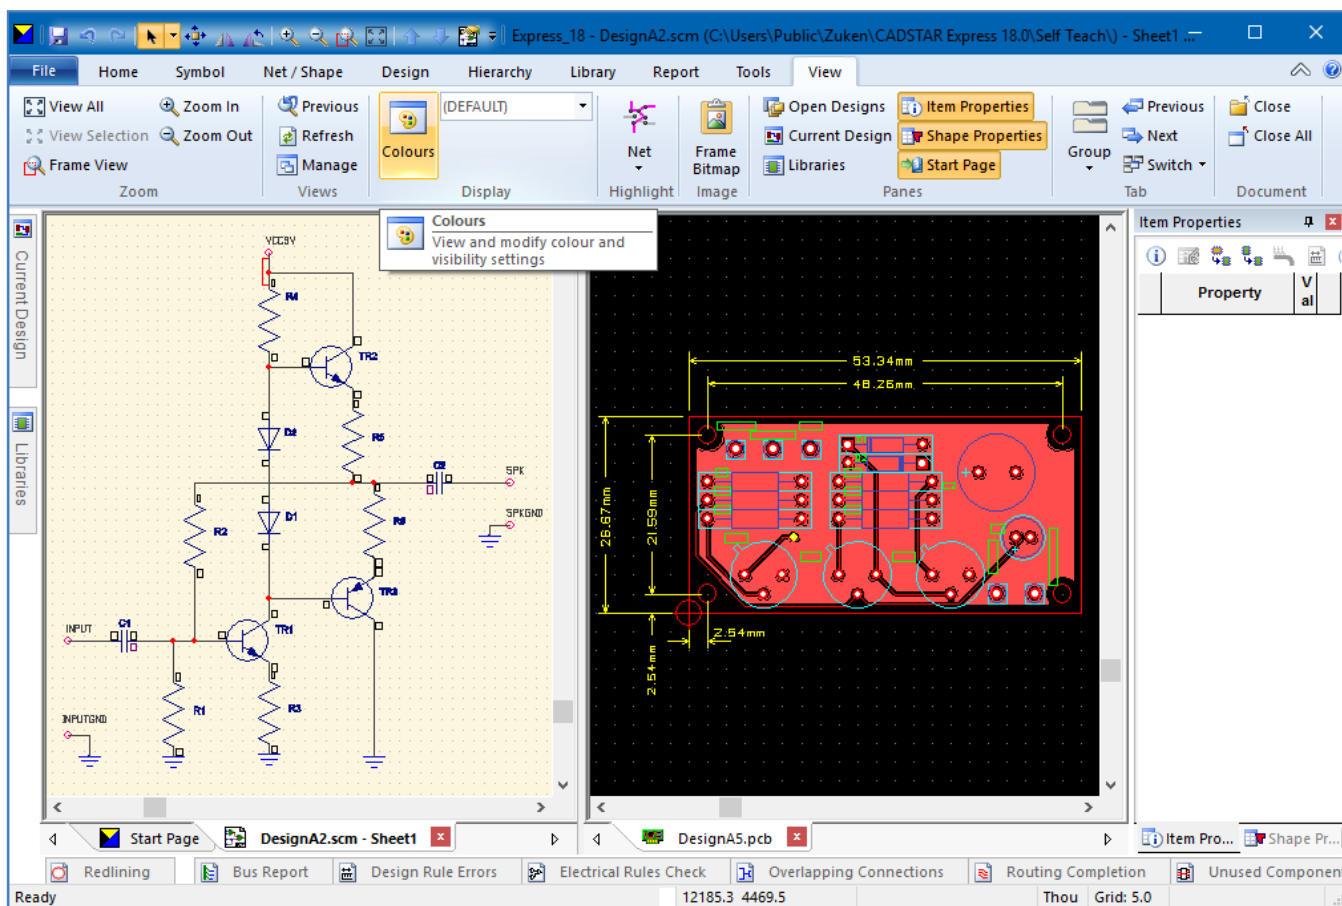 Express_18 - DesignA2.scm (C:\Users\Public\Zuken\CADSTAR Express 18.0\Self Teach\) - Sheet1 ...
File Home Symbol Net / Shape Design Hierarchy Library Report Tools View
View All Zoom In Previous (DEFAULT) Open Designs Item Properties Previous Close
View Selection Zoom Out Refresh Colours Net Frame Bitmap Current Design Shape Properties Group Next Close All
Frame View Manage Libraries Start Page Switch
Zoom Views Display Highlight Image Panes Tab Document
Colours
View and modify colour and
visibility settings
Current Design
Libraries
VCC9V
R4
TR2
D2
R5
C2
SPK
SPKGND
R2
D1
R6
TR3
INPUT
C1
TR1
R1
R3
INPUTGND
53.34mm
48.26mm
26.67mm
21.59mm
2.54mm
2.54mm
Item Properties
Property
V
al
Start Page DesignA2.scm - Sheet1 DesignA5.pcb Item Pro... Shape Pr...
Redlining Bus Report Design Rule Errors Electrical Rules Check Overlapping Connections Routing Completion Unused Componen
Ready 12185.3 4469.5 Thou Grid: 5.0